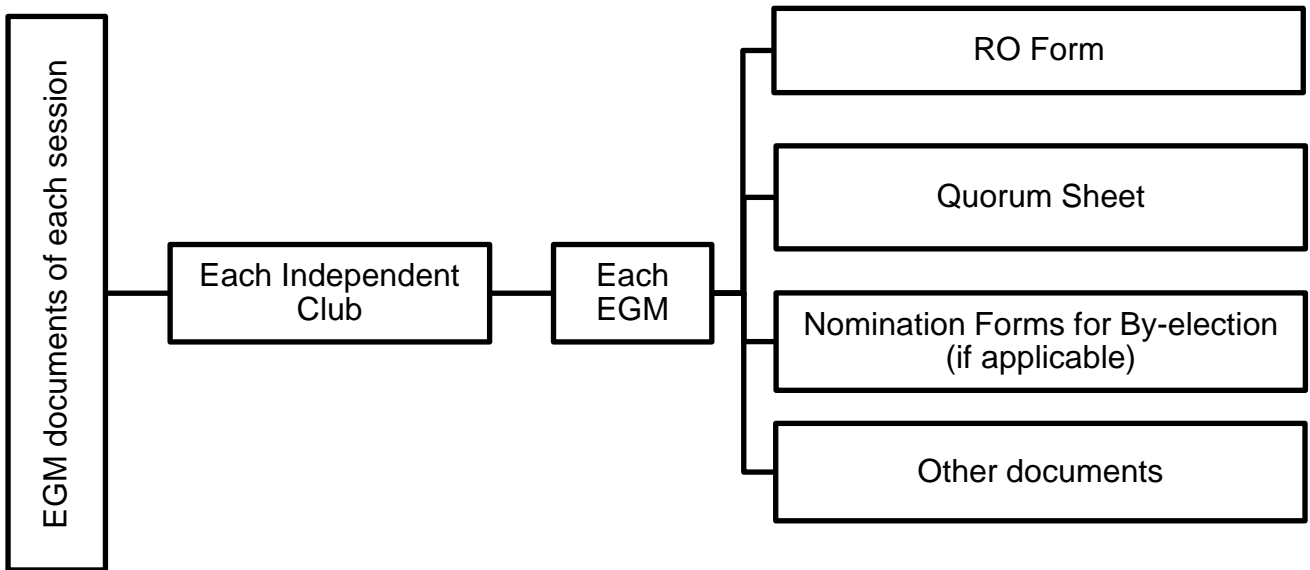 EGM documents of each session
Each Independent
Club
Each
EGM
RO Form
Quorum Sheet
Nomination Forms for By-election
(if applicable)
Other documents